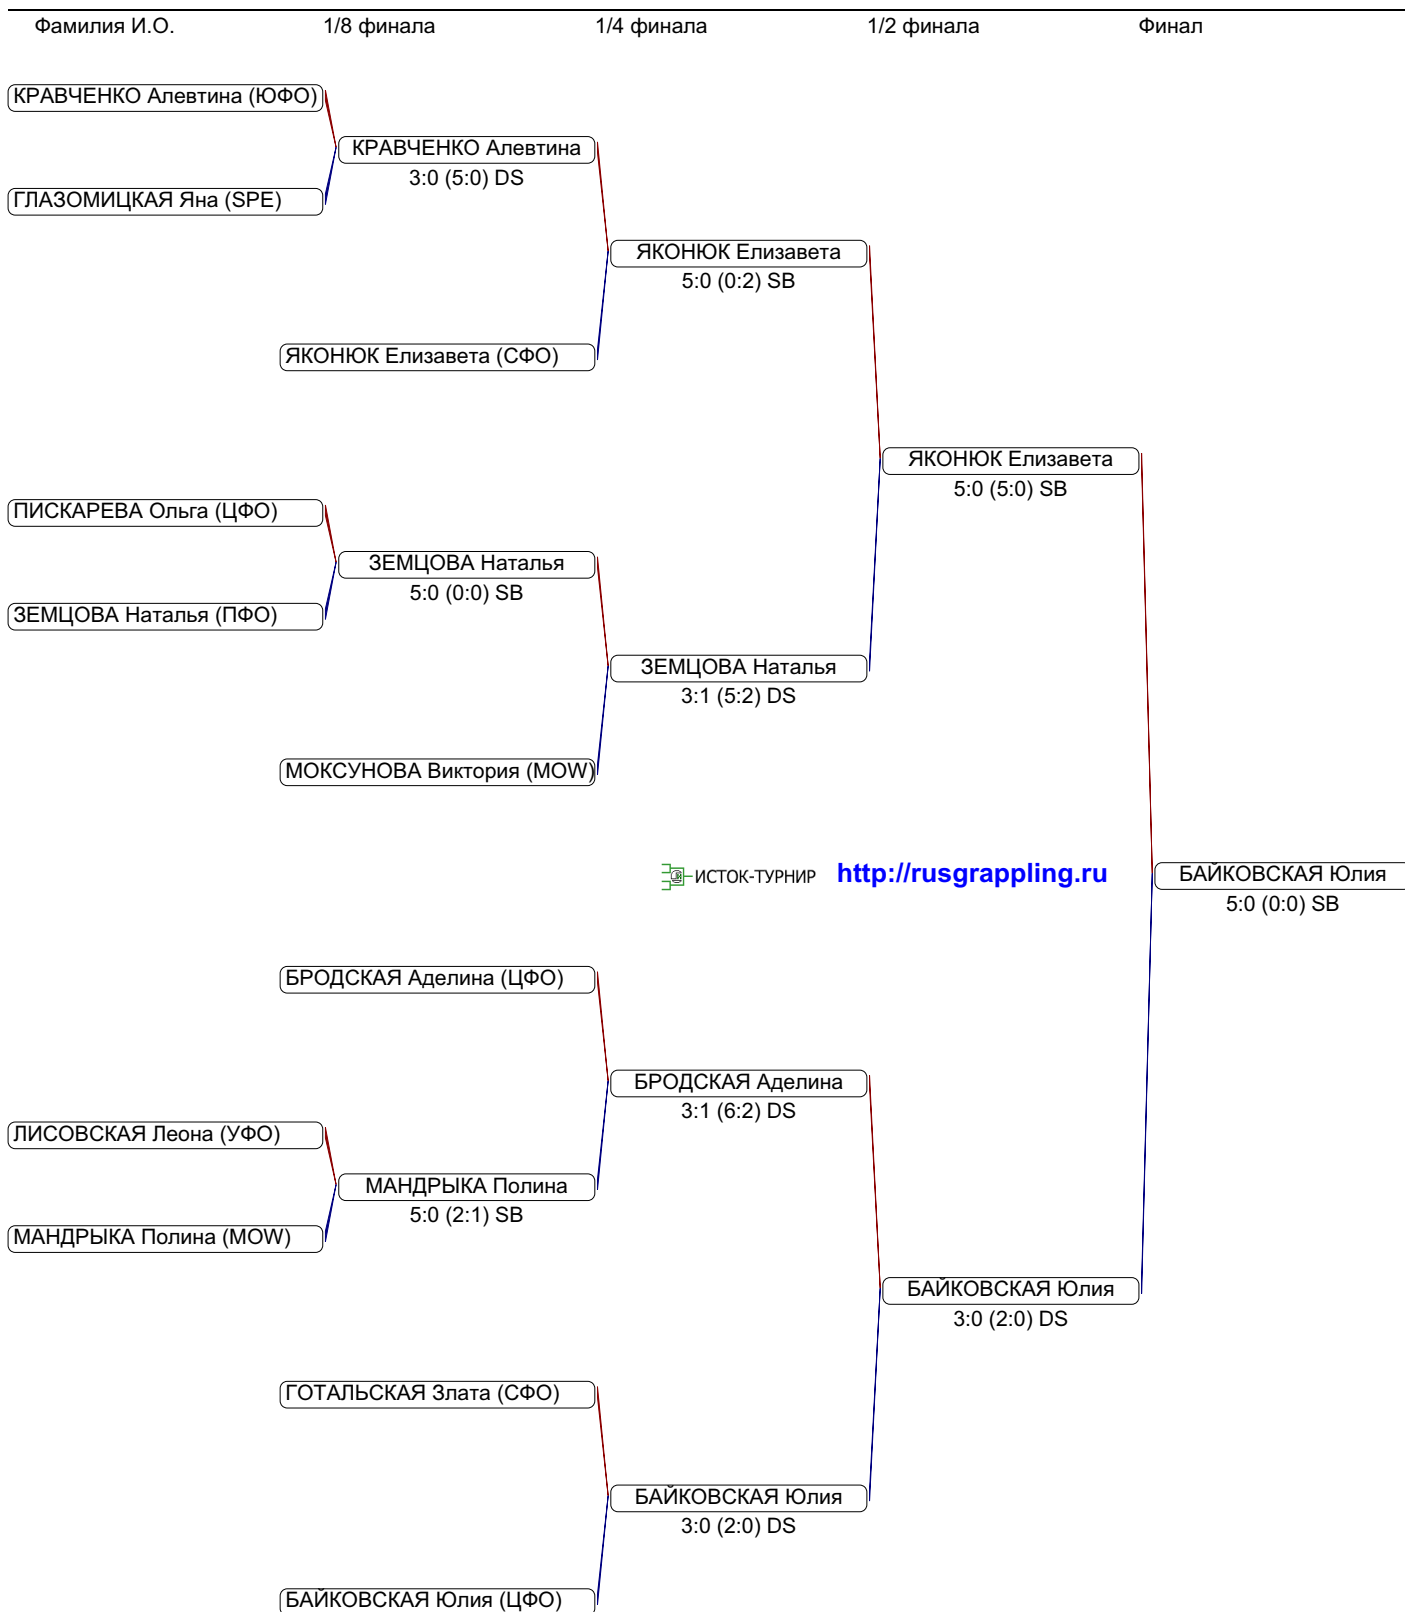 Фамилия И.О. 1/8 финала 1/4 финала 1/2 финала Финал
КРАВЧЕНКО Алевтина (ЮФО)
КРАВЧЕНКО Алевтина
3:0 (5:0) DS
ГЛАЗОМИЦКАЯ Яна (SPE)
ЯКОНЮК Елизавета
5:0 (0:2) SB
ЯКОНЮК Елизавета (СФО)
ЯКОНЮК Елизавета
5:0 (5:0) SB
ПИСКАРЕВА Ольга (ЦФО)
ЗЕМЦОВА Наталья
5:0 (0:0) SB
ЗЕМЦОВА Наталья (ПФО)
ЗЕМЦОВА Наталья
3:1 (5:2) DS
МОКСУНОВА Виктория (MOW)
ИСТОК-ТУРНИР http://rusgrappling.ru
БАЙКОВСКАЯ Юлия
5:0 (0:0) SB
БРОДСКАЯ Аделина (ЦФО)
БРОДСКАЯ Аделина
3:1 (6:2) DS
ЛИСОВСКАЯ Леона (УФО)
МАНДРЫКА Полина
5:0 (2:1) SB
МАНДРЫКА Полина (MOW)
БАЙКОВСКАЯ Юлия
3:0 (2:0) DS
ГОТАЛЬСКАЯ Злата (СФО)
БАЙКОВСКАЯ Юлия
3:0 (2:0) DS
БАЙКОВСКАЯ Юлия (ЦФО)